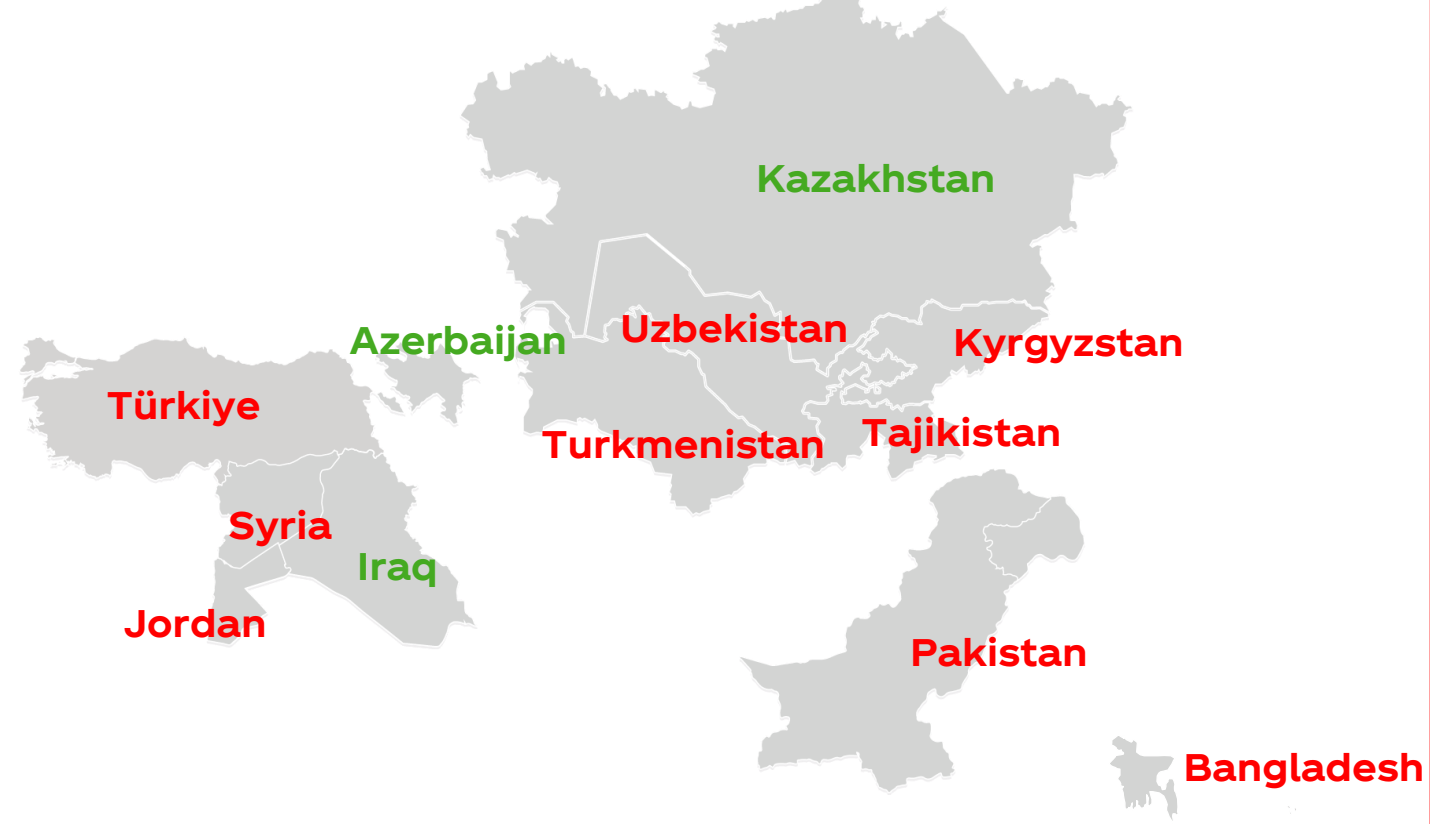 Kazakhstan
Azerbaijan
Uzbekistan
Kyrgyzstan
Türkiye
Turkmenistan
Tajikistan
Syria
Iraq
Jordan
Pakistan
Bangladesh